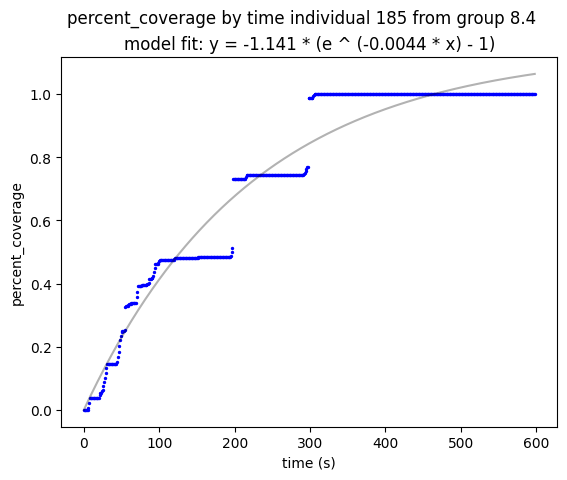 percent_coverage by time individual 185 from group 8.4
model fit: y = -1.141 * (e ^ (-0.0044 * x) - 1)
1.0
0.8
0.6
0.4
0.2
0.0
percent_coverage
0 100 200 300 400 500 600
time (s)